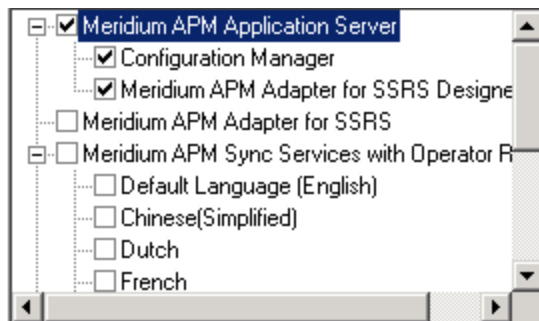 Meridium APM Application Server
Configuration Manager
Meridium APM Adapter for SSRS Designe
Meridium APM Adapter for SSRS
Meridium APM Sync Services with Operator R
Default Language (English)
Chinese(Simplified)
Dutch
French